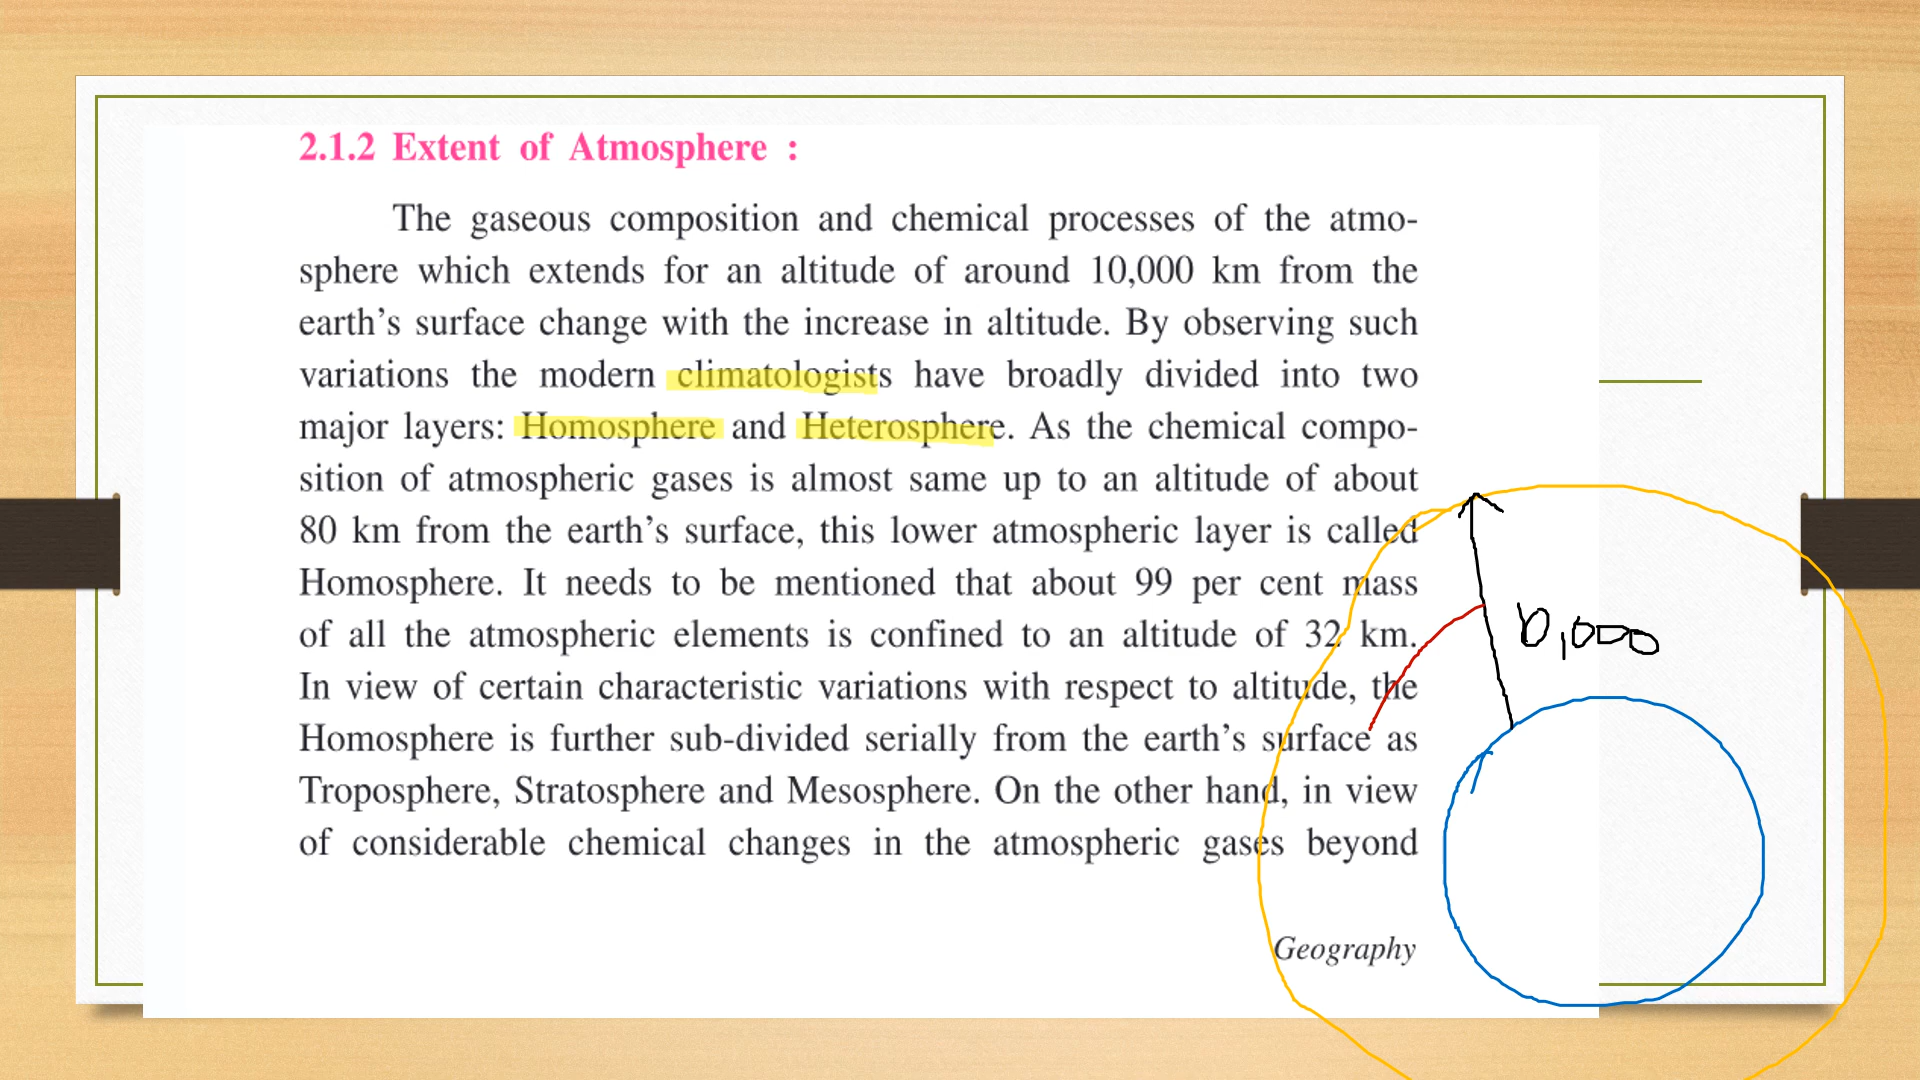 2.1.2 Extent of Atmosphere :
The gaseous composition and chemical processes of the atmo-
sphere which extends for an altitude of around 10,000 km from the
earth's surface change with the increase in altitude. By observing such
variations the modern climatologists have broadly divided into two
major layers: Homosphere and Heterosphere. As the chemical compo-
sition of atmospheric gases is almost same up to an altitude of about
80 km from the earth's surface, this lower atmospheric layer is called
Homosphere. It needs to be mentioned that about 99 per cent mass
of all the atmospheric elements is confined to an altitude of 32 km.
In view of certain characteristic variations with respect to altitude, the
Homosphere is further sub-divided serially from the earth's surface as
Troposphere, Stratosphere and Mesosphere. On the other hand, in view
of considerable chemical changes in the atmospheric gases beyond
10,000
Geography